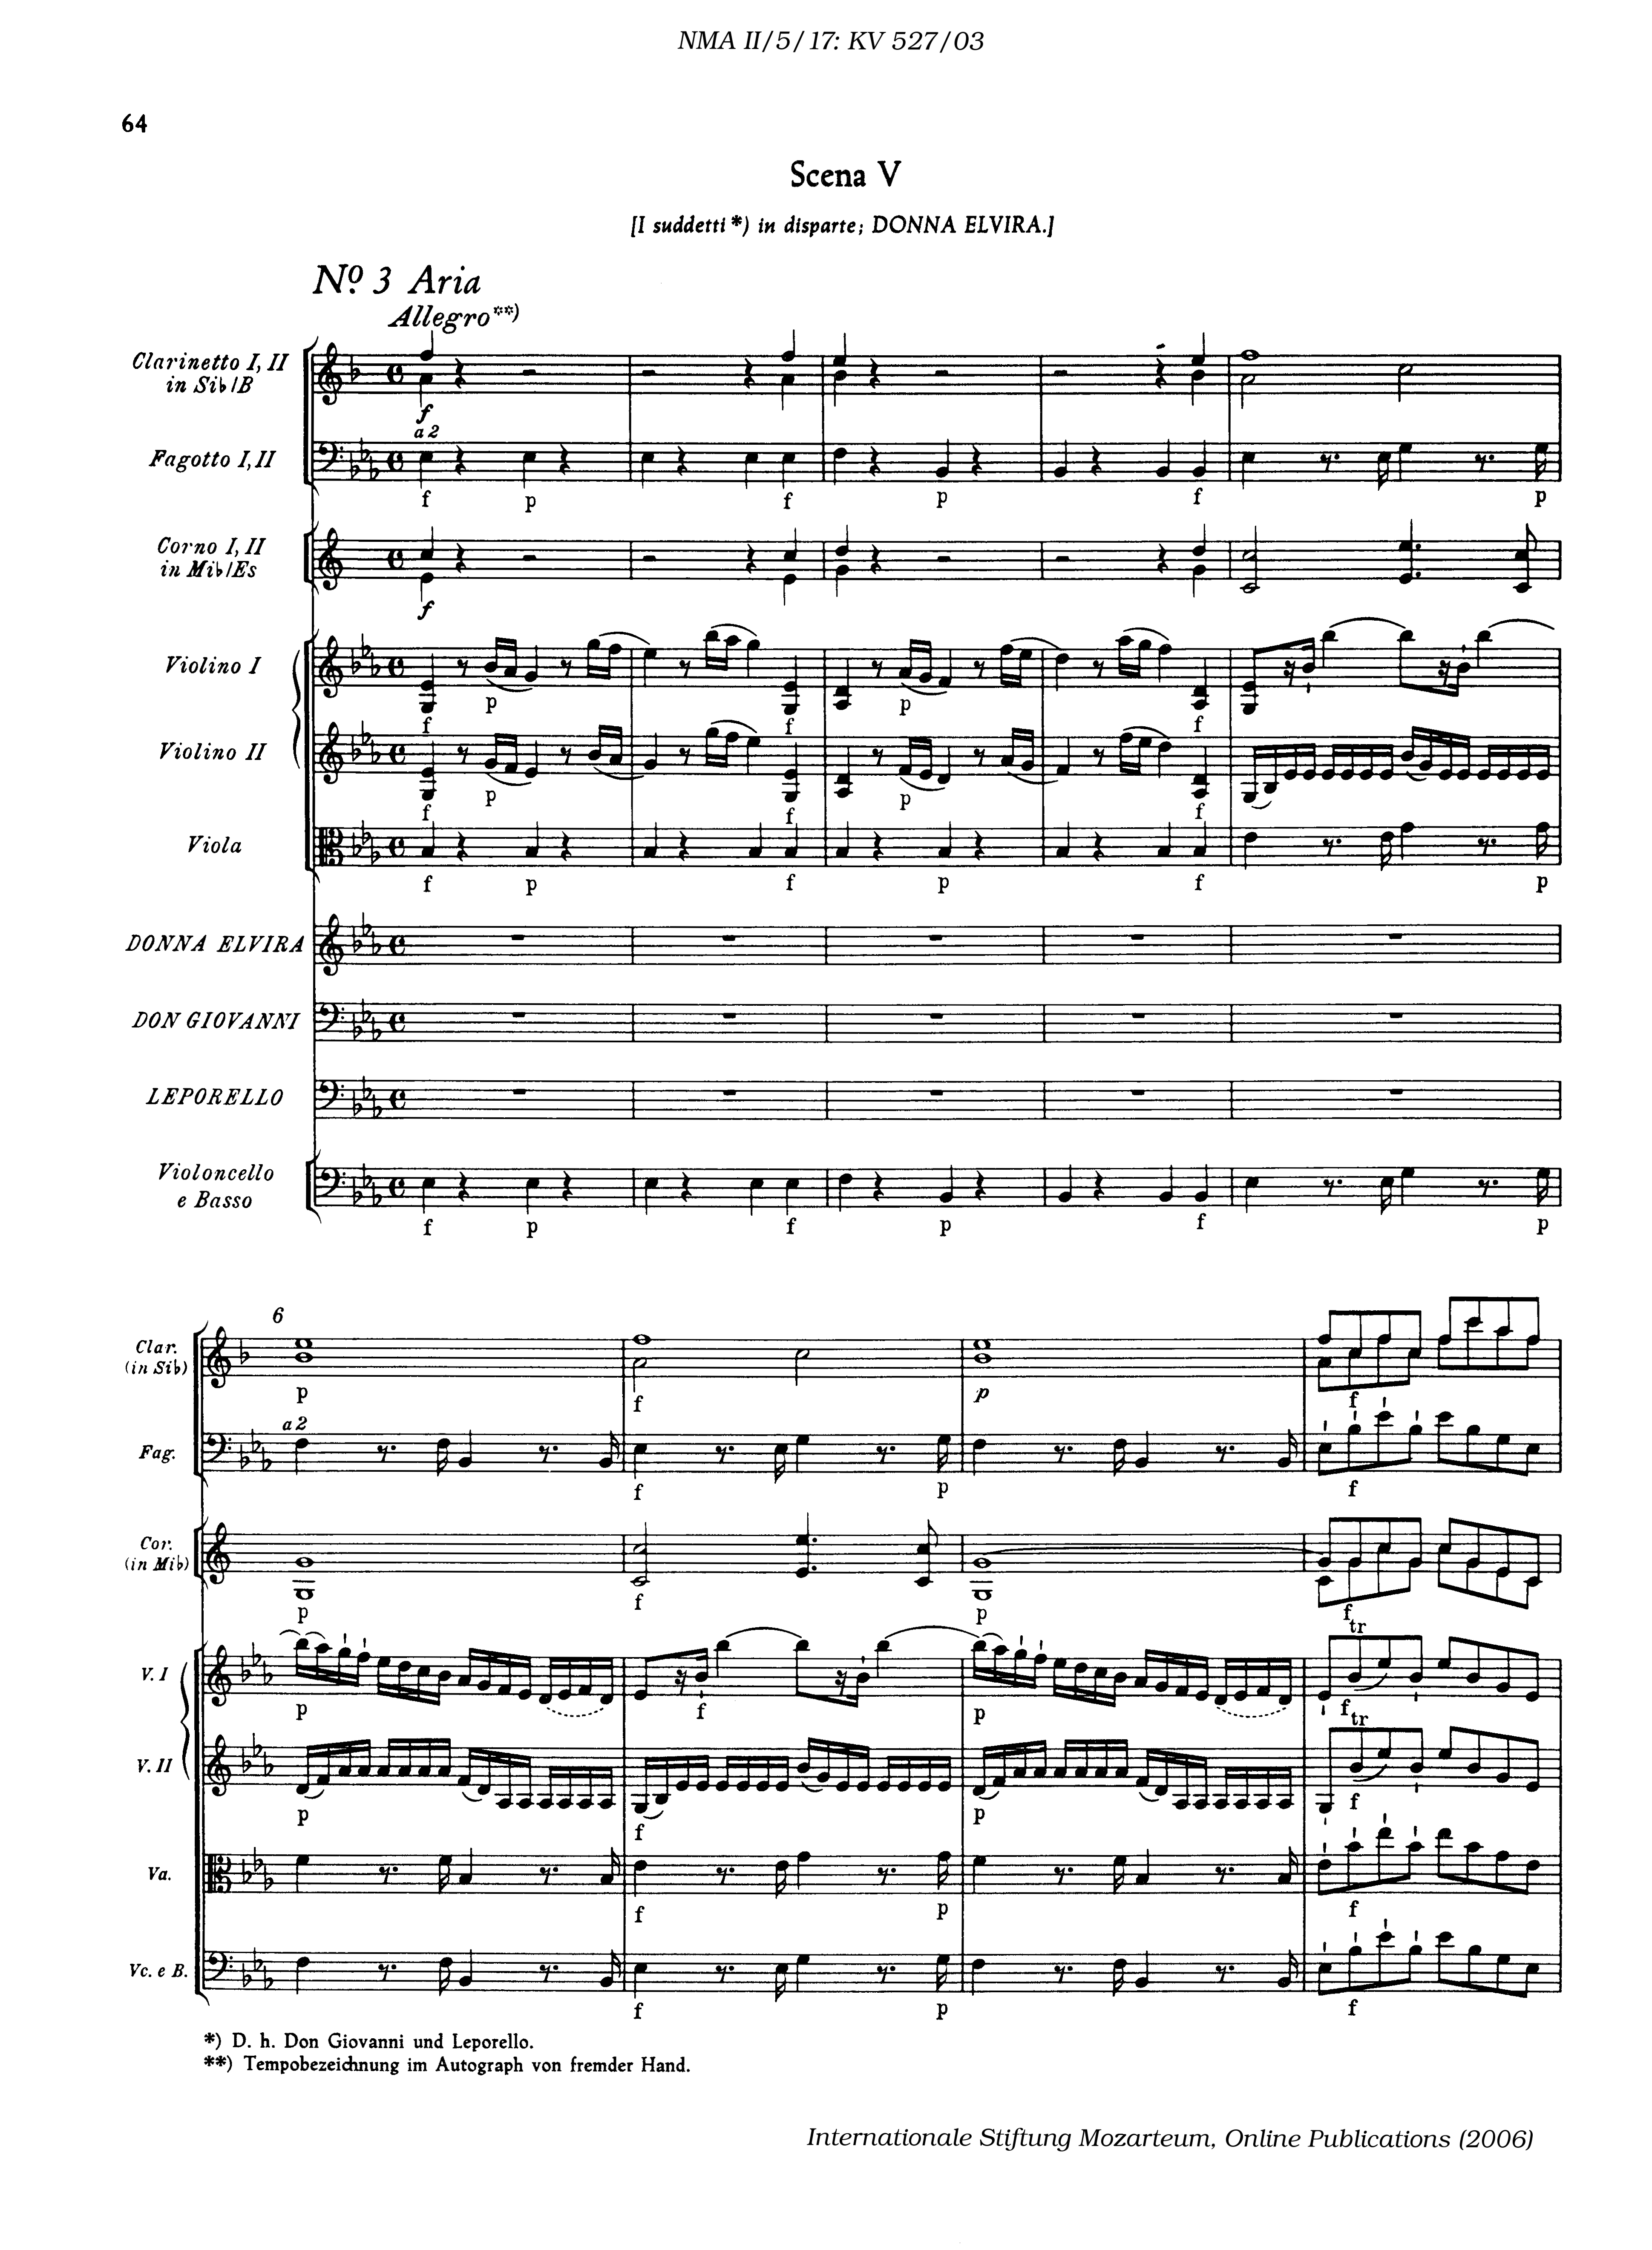 NMA II/5/17: KV 527/03
64
Scena V
[I suddetti *) in disparte; DONNA ELVIRA.]
Nº 3 Aria
Allegro **)
Clarinetto I, II
in Si♭/B
f
a 2
Fagotto I, II
f p f p f p
Corno I, II
in Mi♭/Es
f
Violino I
f p f p f
Violino II
f p f p f
Viola
f p f p f p
DONNA ELVIRA
DON GIOVANNI
LEPORELLO
Violoncello
e Basso
f p f p f p
6
Clar.
(in Si♭)
p f p f
a 2
Fag.
f p f
Cor.
(in Mi♭)
p f p f
tr
V. I
p f p f
tr
V. II
p f p f
Va.
f p f
Vc. e B.
f p f
*) D. h. Don Giovanni und Leporello.
**) Tempobezeichnung im Autograph von fremder Hand.
Internationale Stiftung Mozarteum, Online Publications (2006)